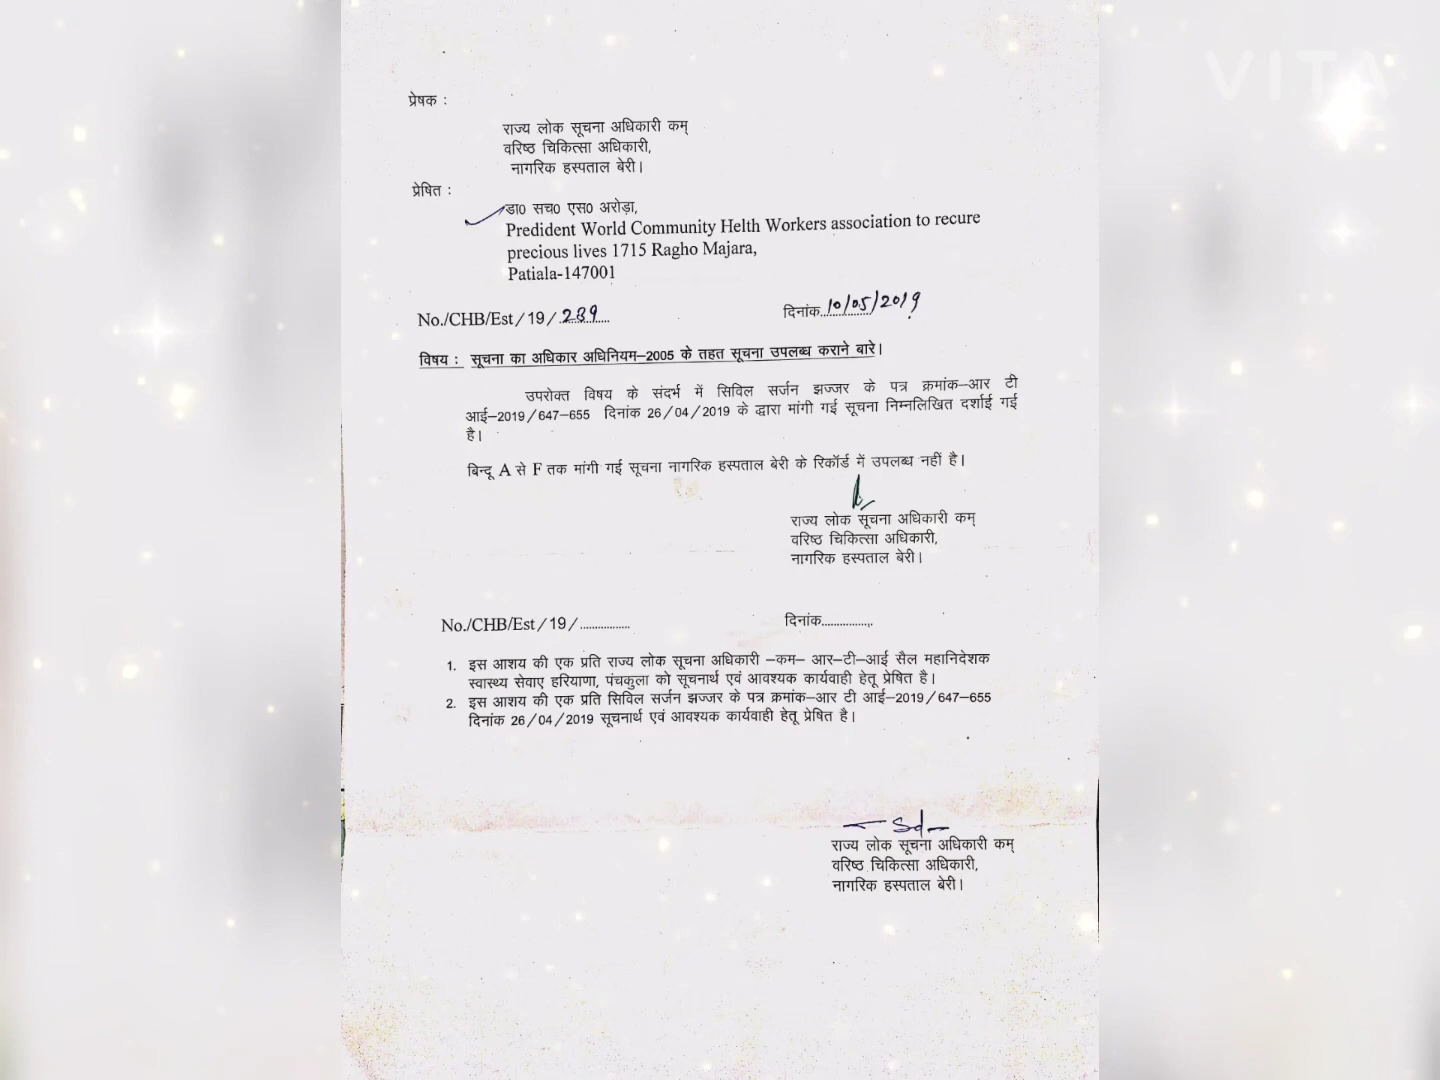 VITA
प्रेषक :
राज्य लोक सूचना अधिकारी कम्
वरिष्ठ चिकित्सा अधिकारी,
नागरिक हस्पताल बेरी।
प्रेषित :
डा0 सच0 एस0 अरोड़ा,
Predident World Community Helth Workers association to recure
precious lives 1715 Ragho Majara,
Patiala-147001
No./CHB/Est/19/ 289 दिनांक 10/05/2019
विषय : सूचना का अधिकार अधिनियम–2005 के तहत सूचना उपलब्ध कराने बारे।
उपरोक्त विषय के संदर्भ में सिविल सर्जन झज्जर के पत्र क्रमांक–आर टी
आई–2019/647–655 दिनांक 26/04/2019 के द्वारा मांगी गई सूचना निम्नलिखित दर्शाई गई
है।
बिन्दू A से F तक मांगी गई सूचना नागरिक हस्पताल बेरी के रिकॉर्ड में उपलब्ध नहीं है।
राज्य लोक सूचना अधिकारी कम्
वरिष्ठ चिकित्सा अधिकारी,
नागरिक हस्पताल बेरी।
No./CHB/Est/19/................ दिनांक................
1. इस आशय की एक प्रति राज्य लोक सूचना अधिकारी –कम– आर–टी–आई सैल महानिदेशक
स्वास्थ्य सेवाए हरियाणा, पंचकुला को सूचनार्थ एवं आवश्यक कार्यवाही हेतू प्रेषित है।
2. इस आशय की एक प्रति सिविल सर्जन झज्जर के पत्र क्रमांक–आर टी आई–2019/647–655
दिनांक 26/04/2019 सूचनार्थ एवं आवश्यक कार्यवाही हेतू प्रेषित है।
–Sd–
राज्य लोक सूचना अधिकारी कम्
वरिष्ठ चिकित्सा अधिकारी,
नागरिक हस्पताल बेरी।